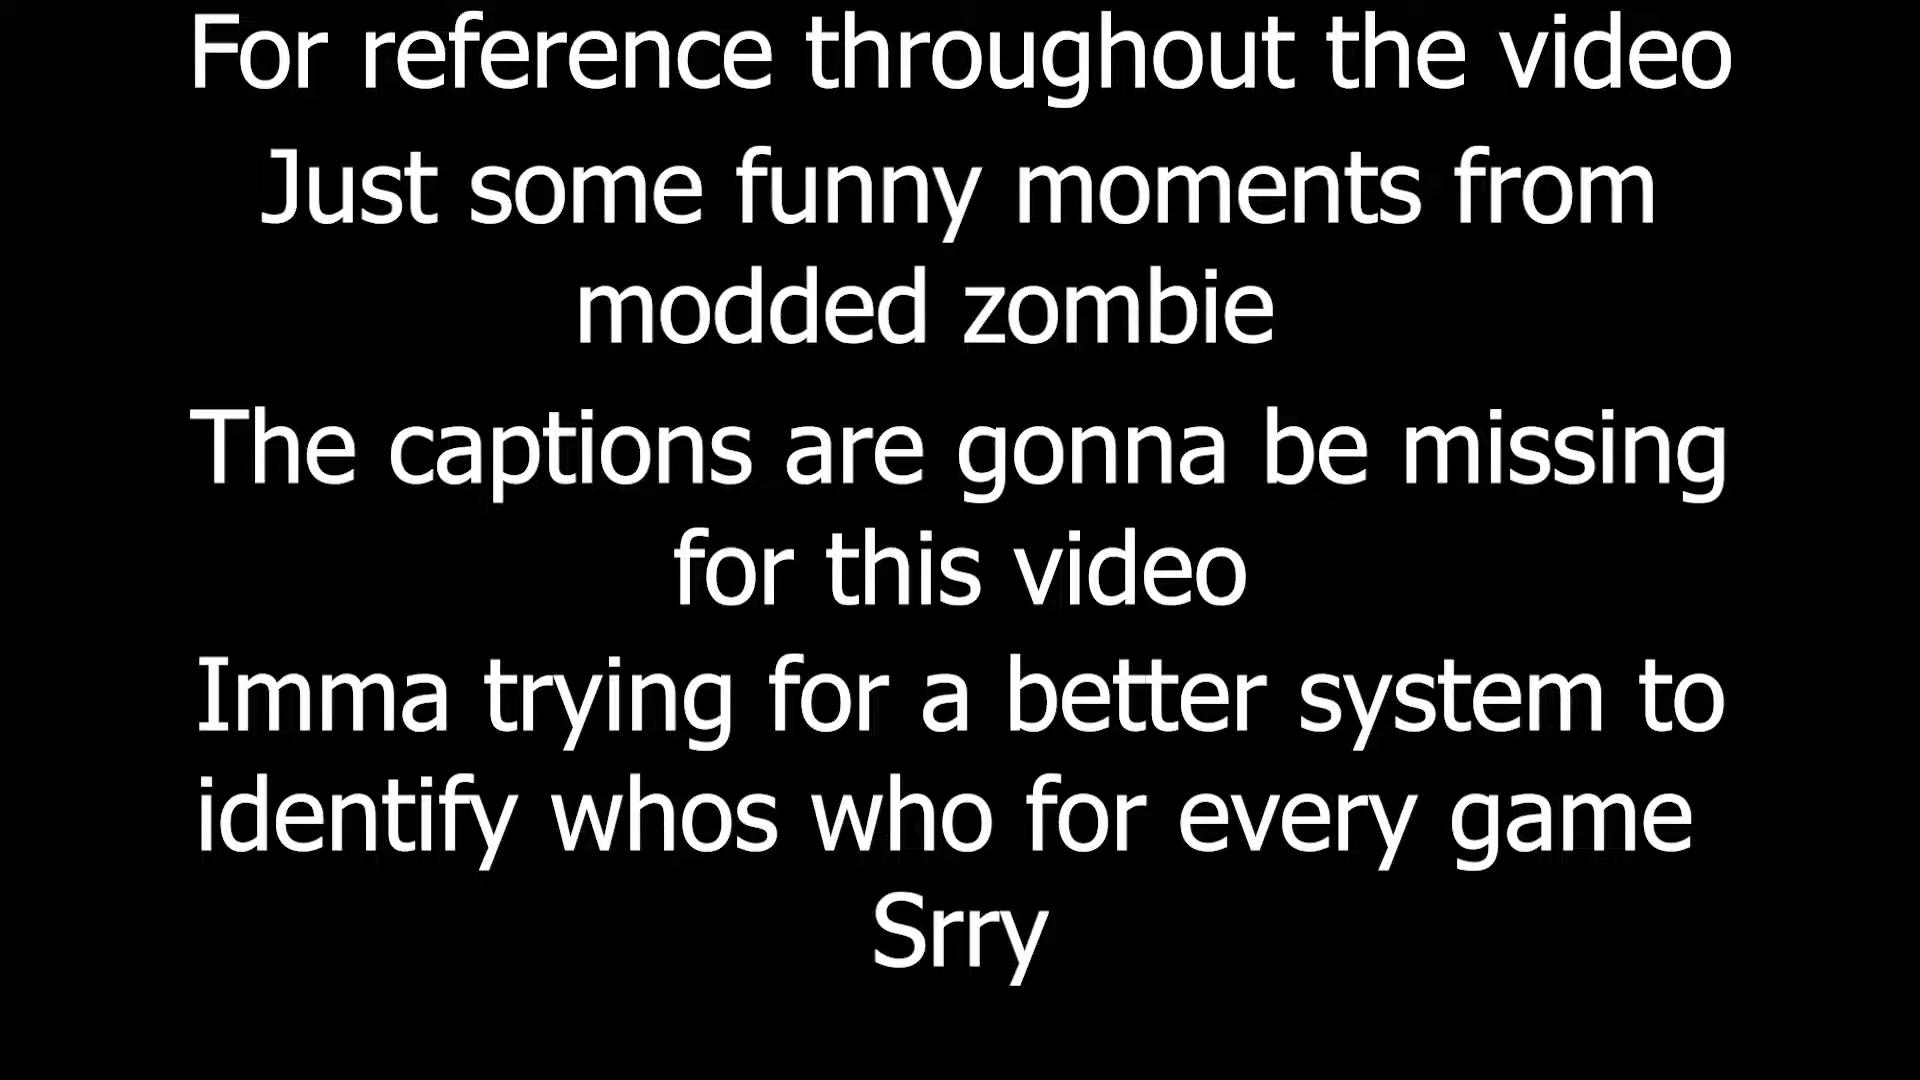 For reference throughout the video
Just some funny moments from
modded zombie
The captions are gonna be missing
for this video
Imma trying for a better system to
identify whos who for every game
Srry